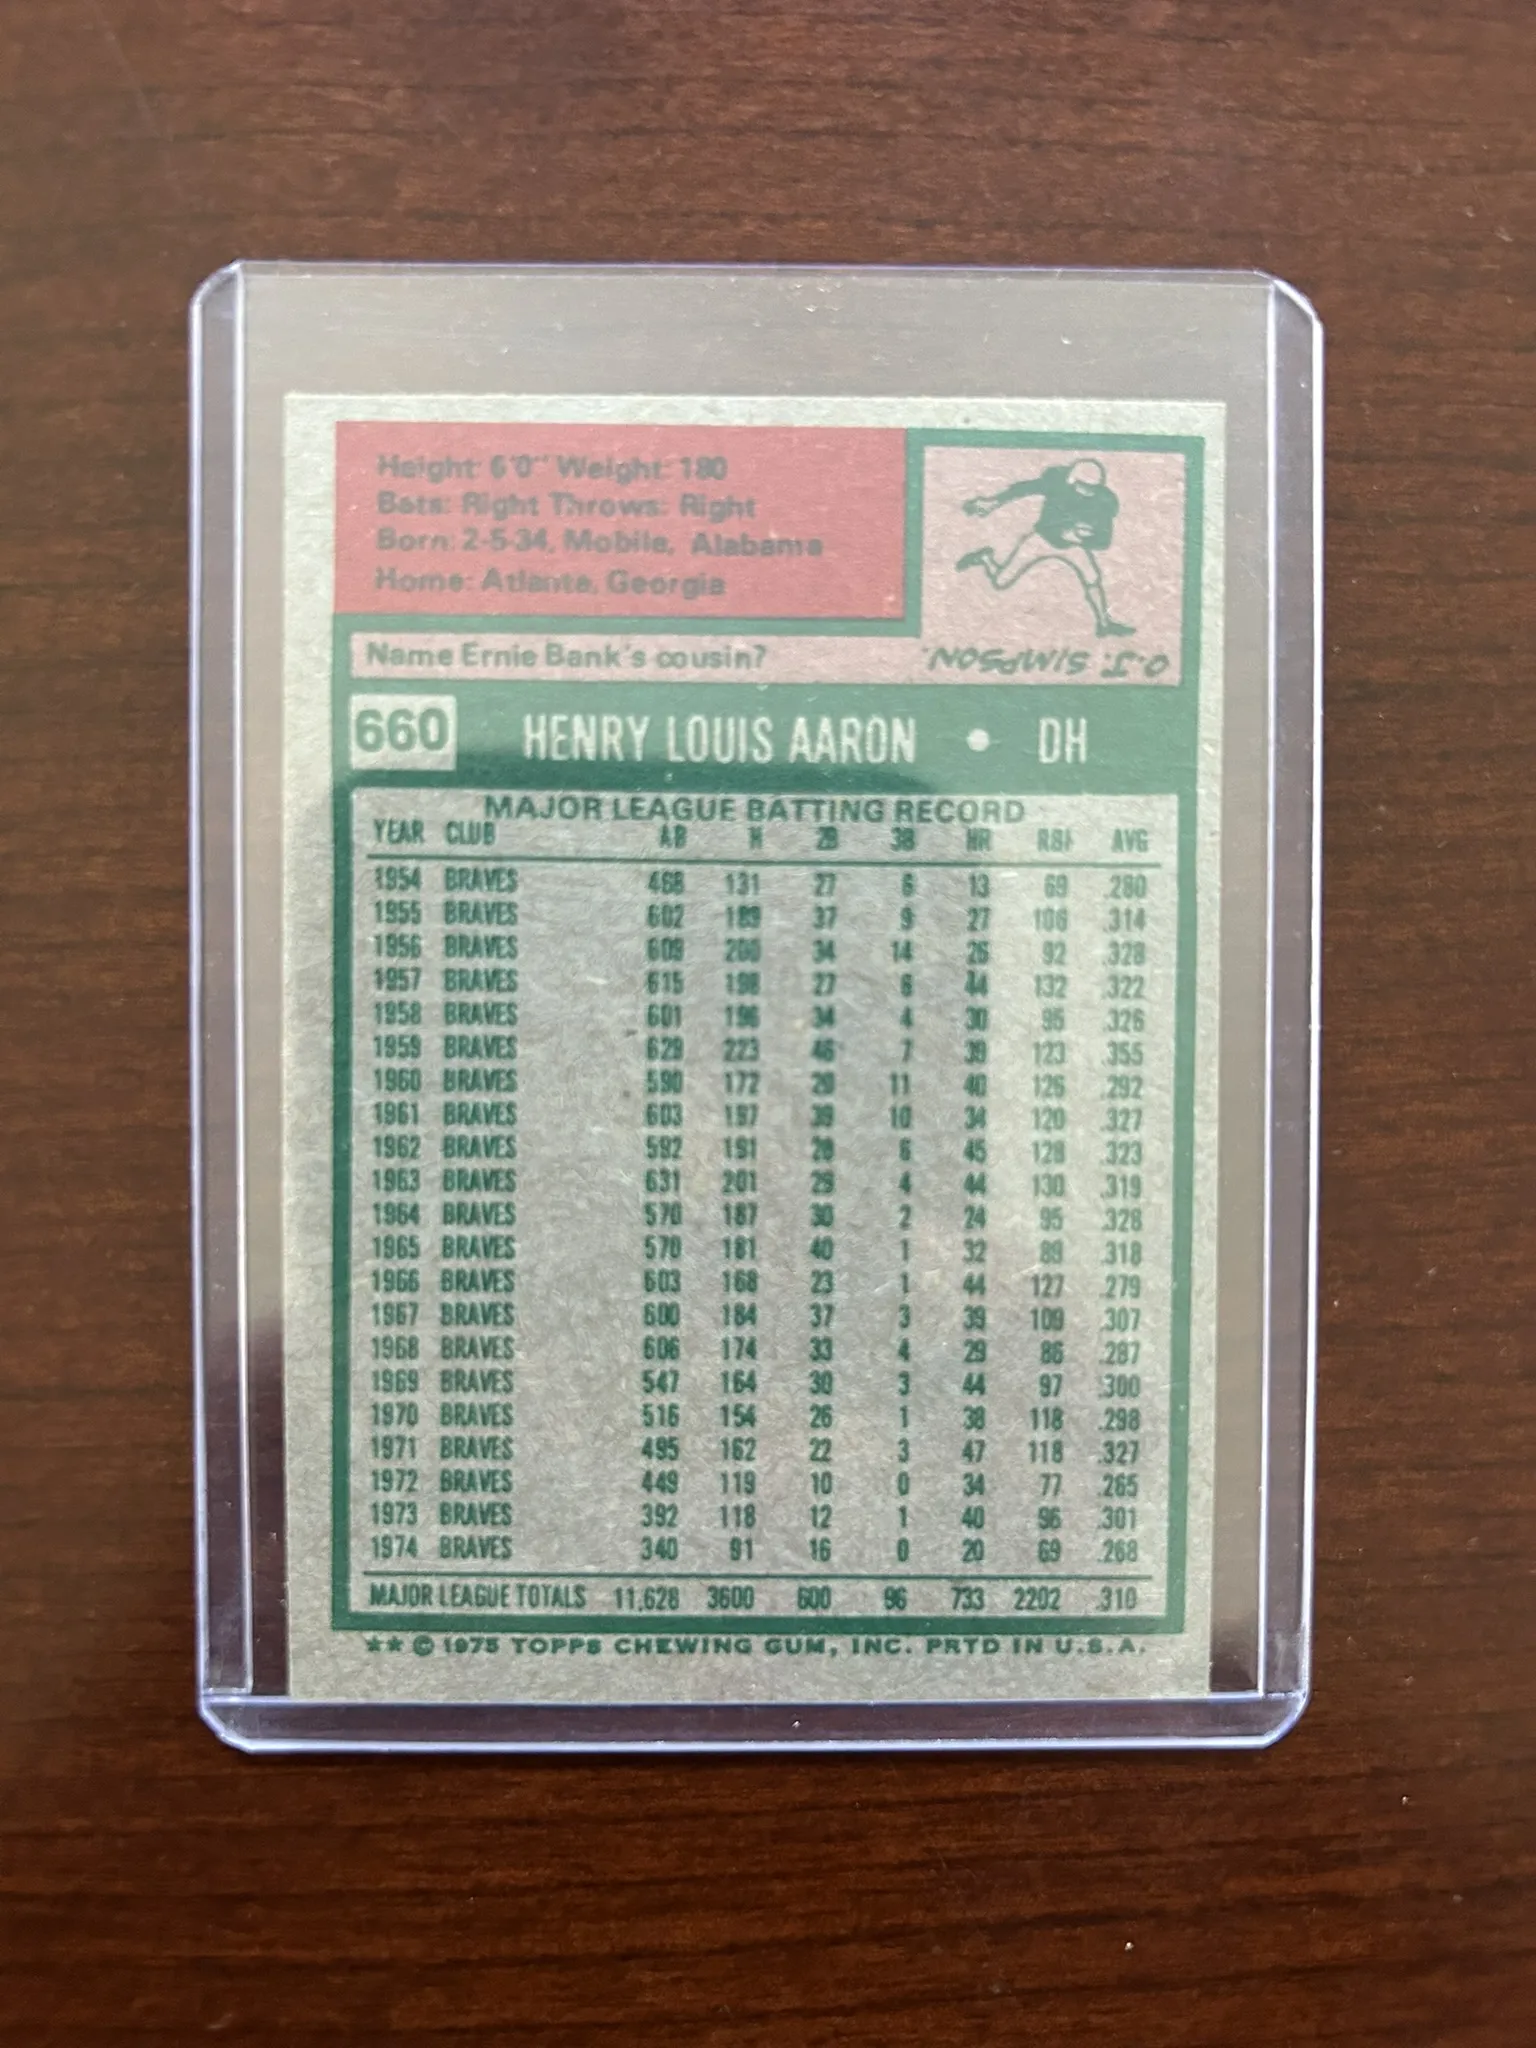 Height: 6'0" Weight: 180
Bats: Right Throws: Right
Born: 2-5-34, Mobile, Alabama
Home: Atlanta, Georgia
Name Ernie Bank's cousin?
O.J. SIMPSON.
660 HENRY LOUIS AARON • DH
MAJOR LEAGUE BATTING RECORD
YEAR CLUB AB H 2B 3B HR RBI AVG
1954 BRAVES 468 131 27 6 13 69 .280
1955 BRAVES 602 189 37 9 27 106 .314
1956 BRAVES 609 200 34 14 26 92 .328
1957 BRAVES 615 198 27 6 44 132 .322
1958 BRAVES 601 196 34 4 30 95 .326
1959 BRAVES 629 223 46 7 39 123 .355
1960 BRAVES 590 172 20 11 40 126 .292
1961 BRAVES 603 197 39 10 34 120 .327
1962 BRAVES 592 191 28 6 45 128 .323
1963 BRAVES 631 201 29 4 44 130 .319
1964 BRAVES 570 187 30 2 24 95 .328
1965 BRAVES 570 181 40 1 32 89 .318
1966 BRAVES 603 168 23 1 44 127 .279
1967 BRAVES 600 184 37 3 39 109 .307
1968 BRAVES 606 174 33 4 29 86 .287
1969 BRAVES 547 164 30 3 44 97 .300
1970 BRAVES 516 154 26 1 38 118 .298
1971 BRAVES 495 162 22 3 47 118 .327
1972 BRAVES 449 119 10 0 34 77 .265
1973 BRAVES 392 118 12 1 40 96 .301
1974 BRAVES 340 91 16 0 20 69 .268
MAJOR LEAGUE TOTALS 11,628 3600 600 96 733 2202 .310
** © 1975 TOPPS CHEWING GUM, INC. PRTD IN U.S.A.